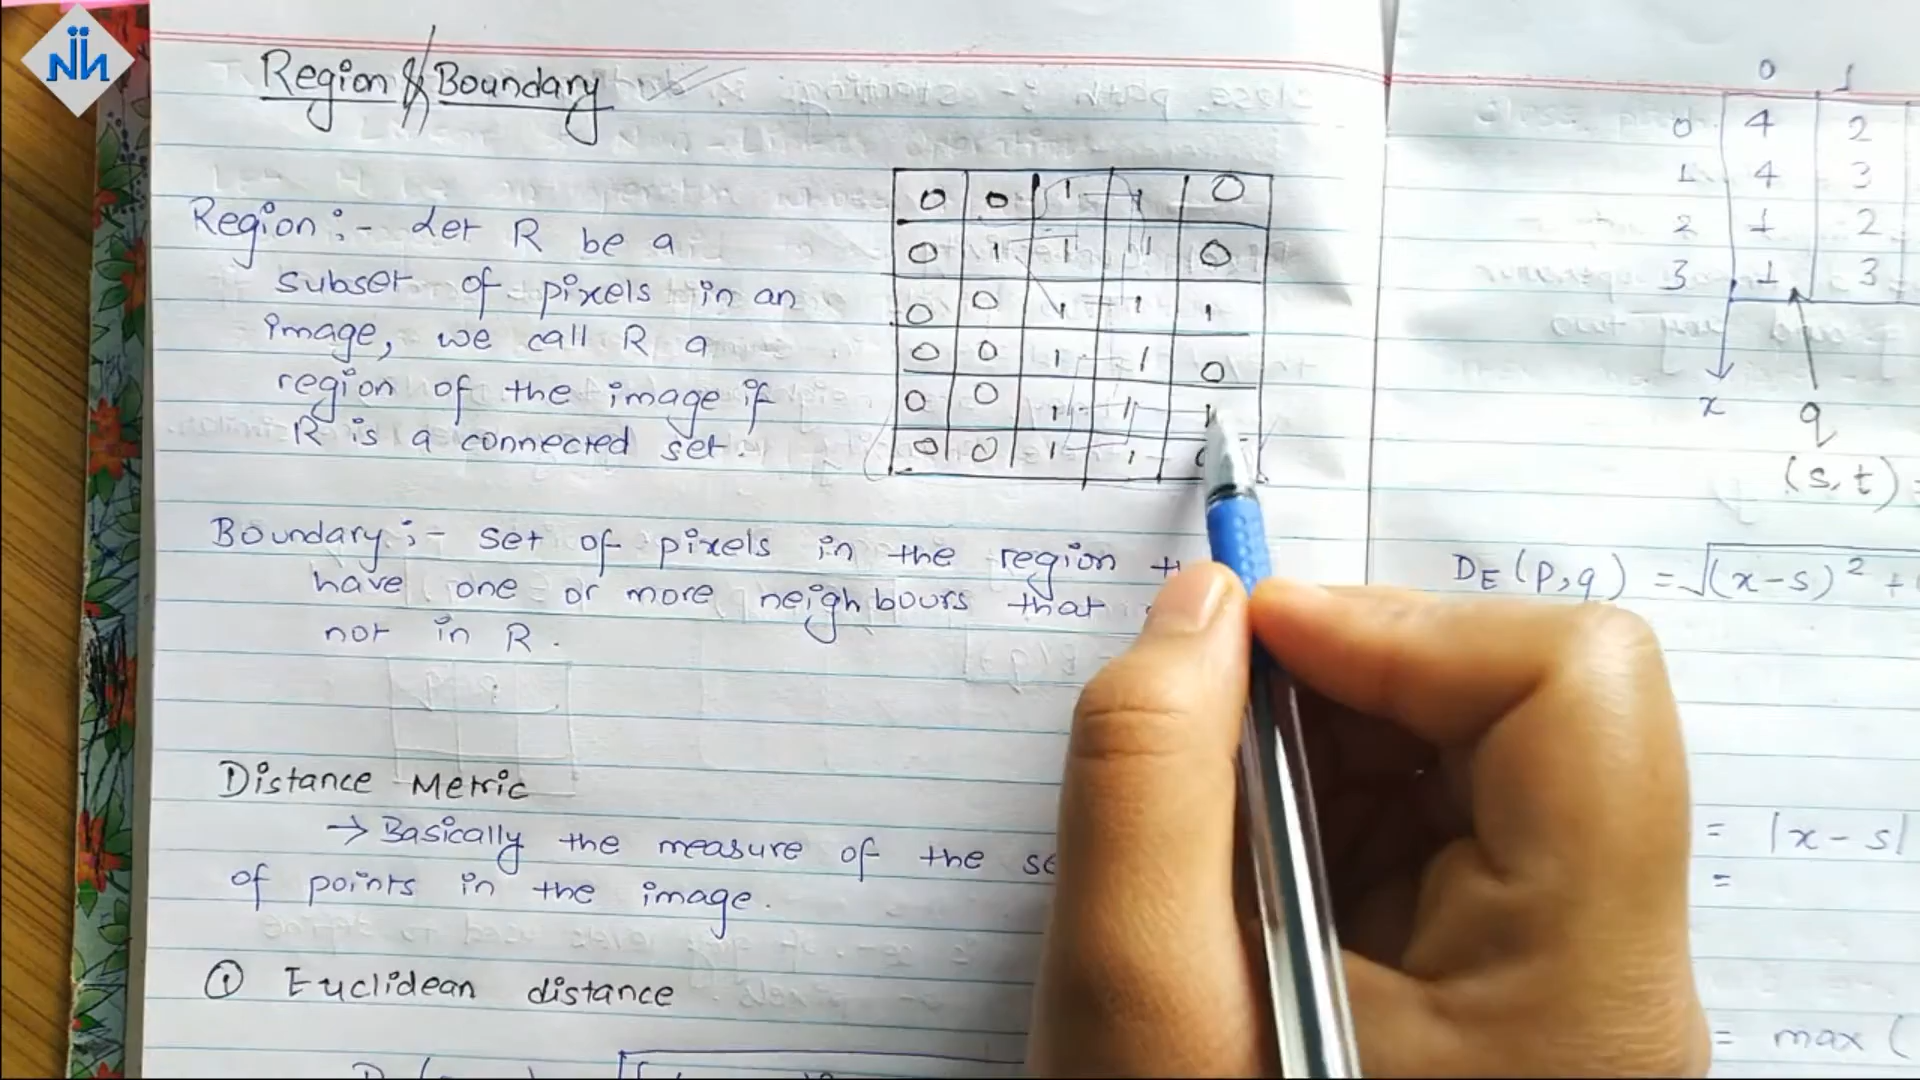 Region & Boundary
Region :- Let R be a
subset of pixels in an
image, we call R a
region of the image if
R is a connected set.
0 0 1 1 0
0 1 1 1 0
0 0 1 1 1
0 0 1 1 0
0 0 1 1 1
0 0 1 1
Boundary :- set of pixels in the region
have one or more neighbours that
not in R.
Distance Metric
→ Basically the measure of the
of points in the image.
① Euclidean distance
0 1
0 4 2
1 4 3
2 1 2
3 1 3
x q
(s,t)
DE (p,q) = √(x-s)² +
= |x-s|
=
= max (